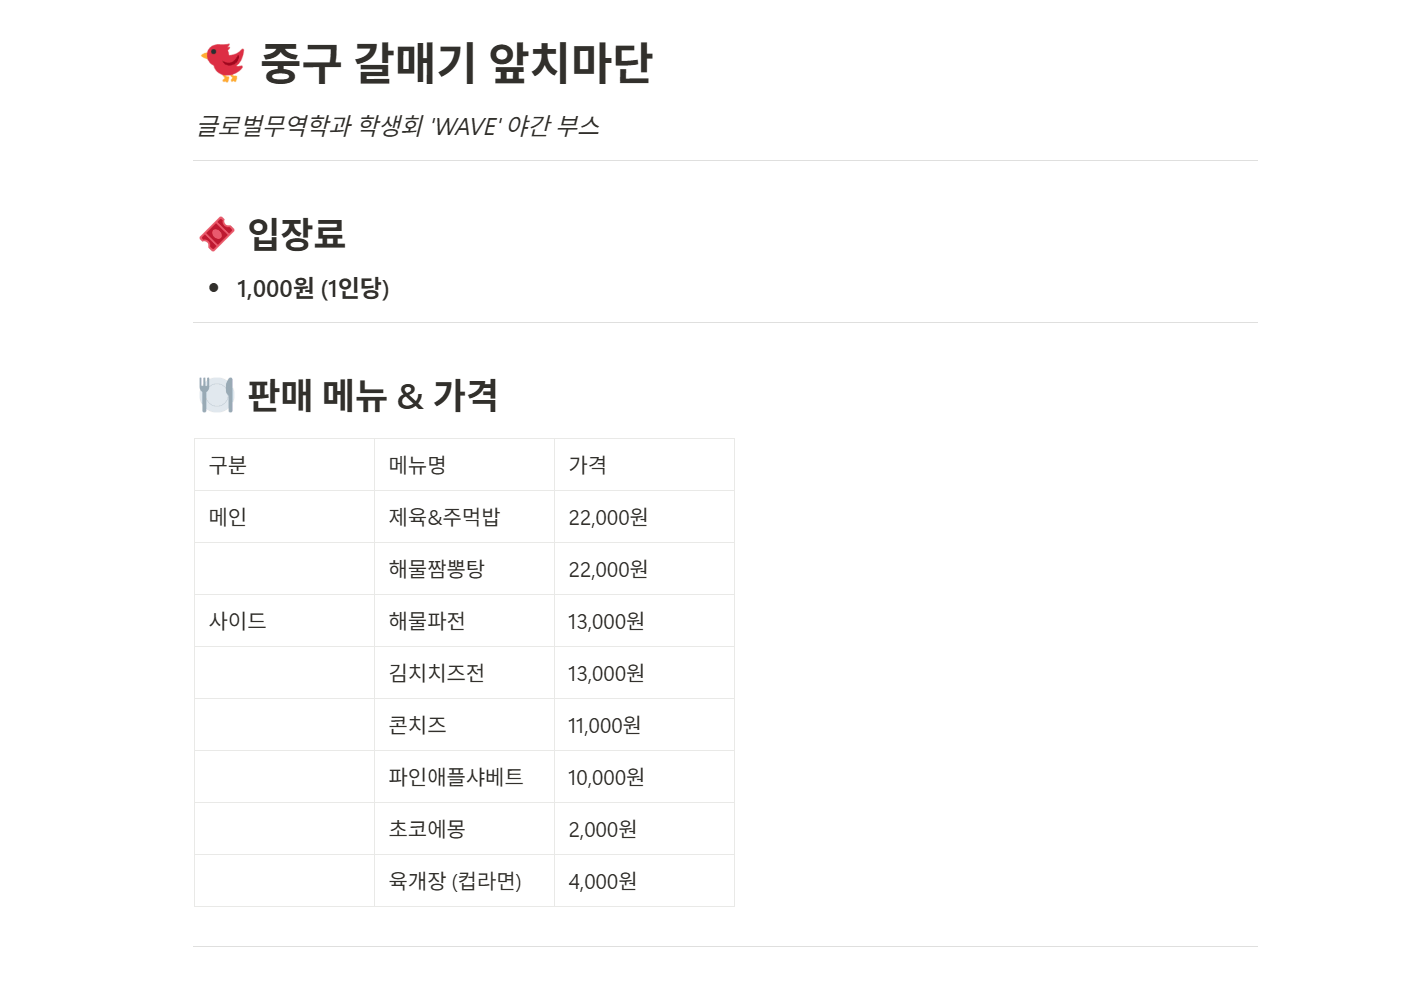 중구 갈매기 앞치마단
글로벌무역학과 학생회 'WAVE' 야간 부스
입장료
• 1,000원 (1인당)
판매 메뉴 & 가격
구분 메뉴명 가격
메인 제육&주먹밥 22,000원
해물짬뽕탕 22,000원
사이드 해물파전 13,000원
김치치즈전 13,000원
콘치즈 11,000원
파인애플샤베트 10,000원
초코에몽 2,000원
육개장 (컵라면) 4,000원